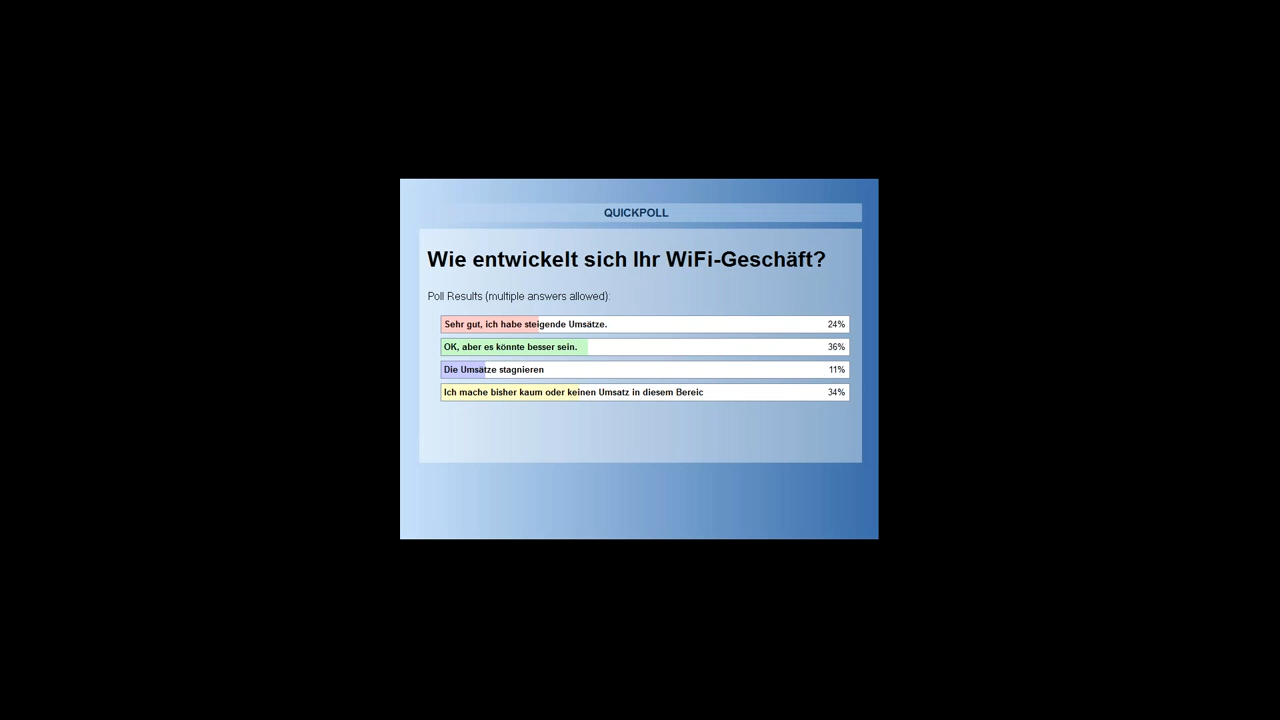 QUICKPOLL
Wie entwickelt sich Ihr WiFi-Geschäft?
Poll Results (multiple answers allowed):
Sehr gut, ich habe steigende Umsätze. 24%
OK, aber es könnte besser sein. 36%
Die Umsätze stagnieren 11%
Ich mache bisher kaum oder keinen Umsatz in diesem Bereic 34%